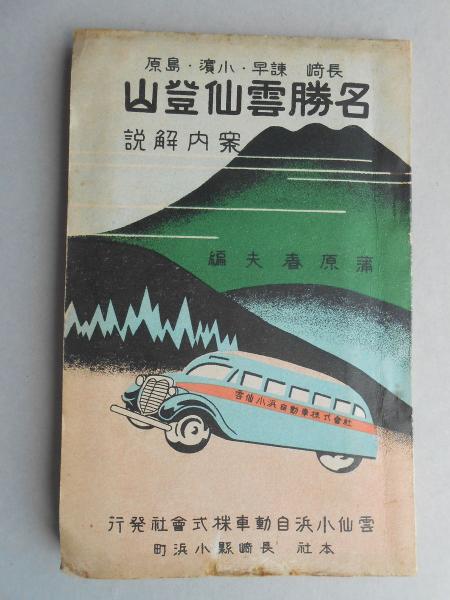 長崎 諫早・小濱・島原
名勝雲仙登山
案内解説
蒲原春夫編
社會式株車動自浜小仙雲
雲仙小浜自動車株式會社発行
本社 長崎縣小浜町